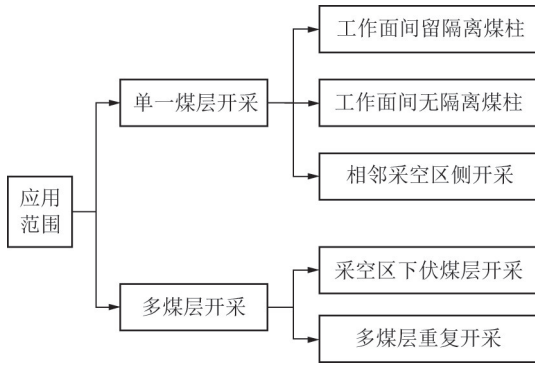 工作面间留隔离煤柱
单一煤层开采
工作面间无隔离煤柱
相邻采空区侧开采
应用
范围
采空区下伏煤层开采
多煤层开采
多煤层重复开采